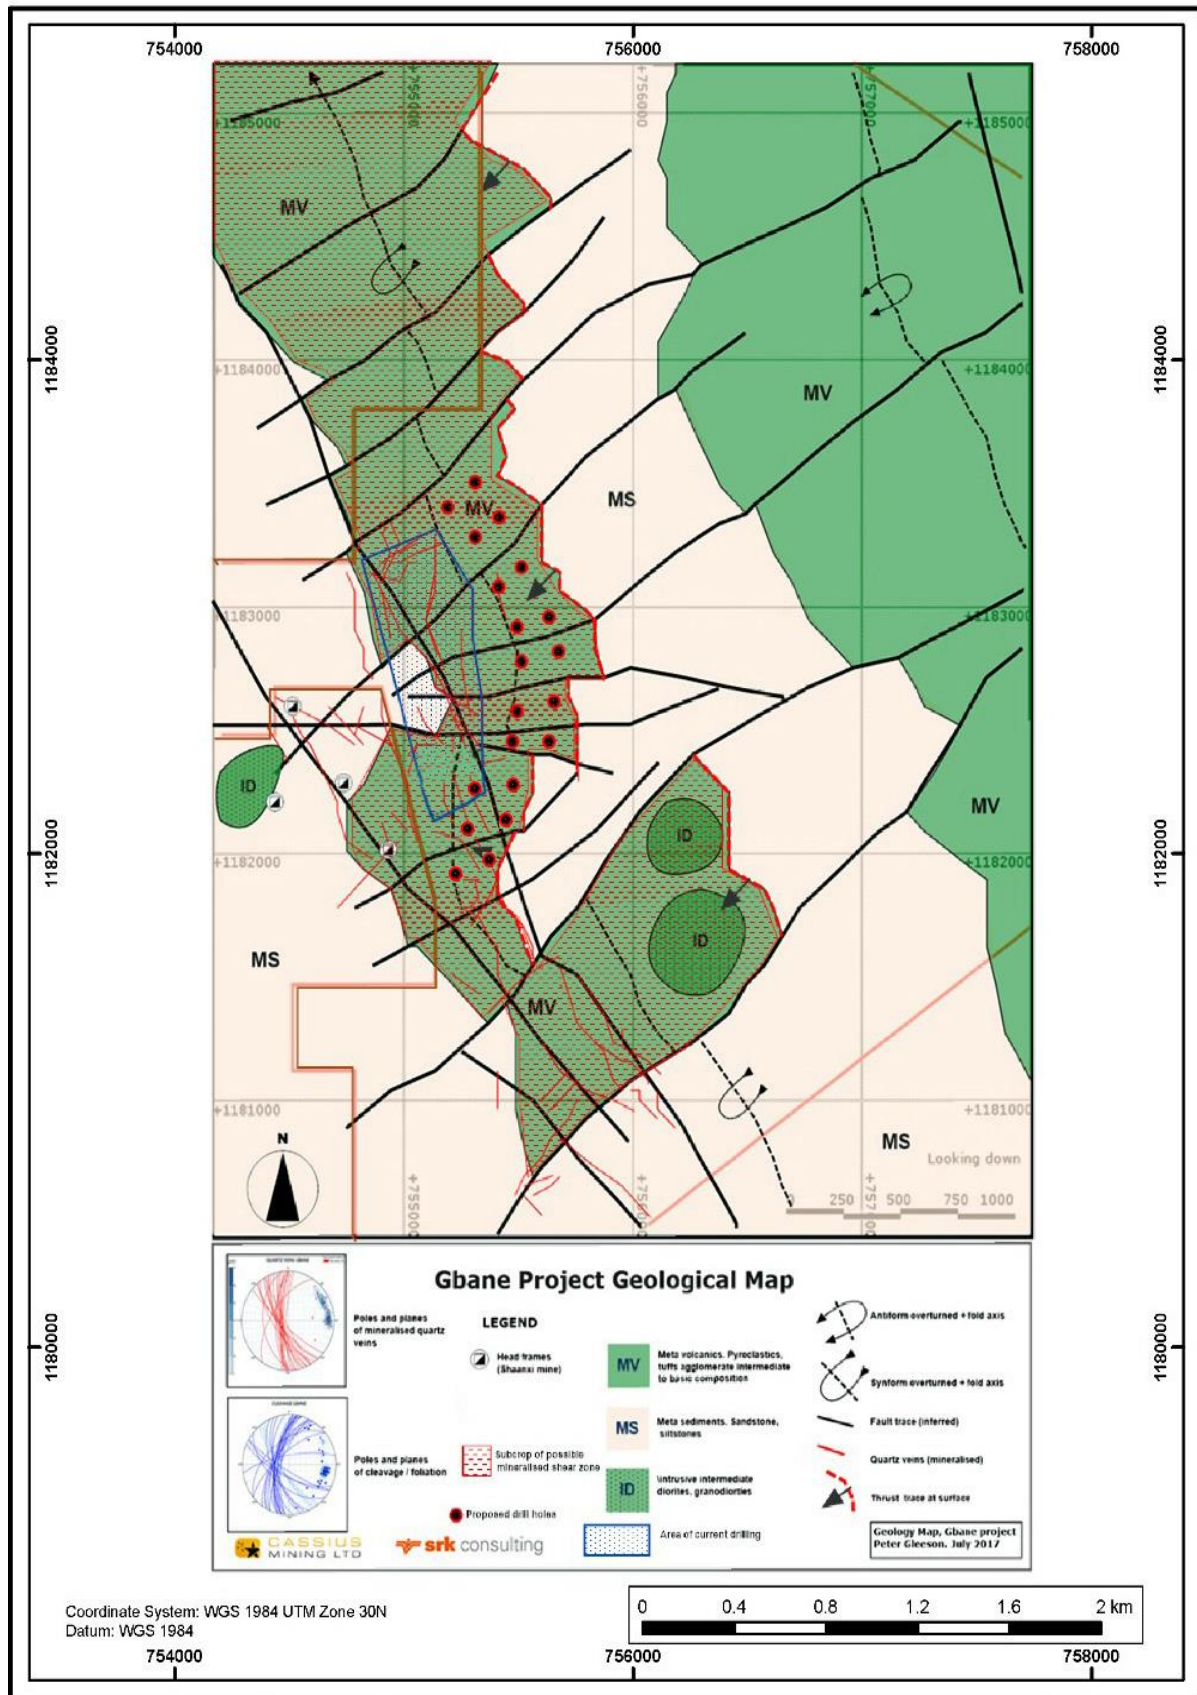 754000 756000 758000
+755000 +756000 +757000
+1185000 +1185000
MV
1184000 +1184000 +1184000 1184000
MV
MV MS
+1183000 +1183000
ID
MV
1182000 +1182000 ID +1182000 1182000
ID
MS
MV
+1181000 +1181000
MS
N
Looking down
+755000 +756000 +757000
0 250 500 750 1000
Gbane Project Geological Map
Poles and planes
of mineralised quartz
veins
LEGEND
Head frames
(Shaanxi mine)
MV
Meta volcanics. Pyroclastics,
tuffs agglomerate intermediate
to basic composition
Antiform overturned + fold axis
1180000 1180000
Synform overturned + fold axis
MS
Meta sediments. Sandstone,
siltstones
Fault trace (inferred)
Poles and planes
of cleavage / foliation
Subcrop of possible
mineralised shear zone
Quartz veins (mineralised)
ID
Intrusive intermediate
diorites, granodiorties
Thrust trace at surface
Proposed drill holes
Area of current drilling
CASSIUS
MINING LTD
srk consulting
Geology Map, Gbane project
Peter Gleeson. July 2017
Coordinate System: WGS 1984 UTM Zone 30N
Datum: WGS 1984
0 0.4 0.8 1.2 1.6 2 km
754000 756000 758000